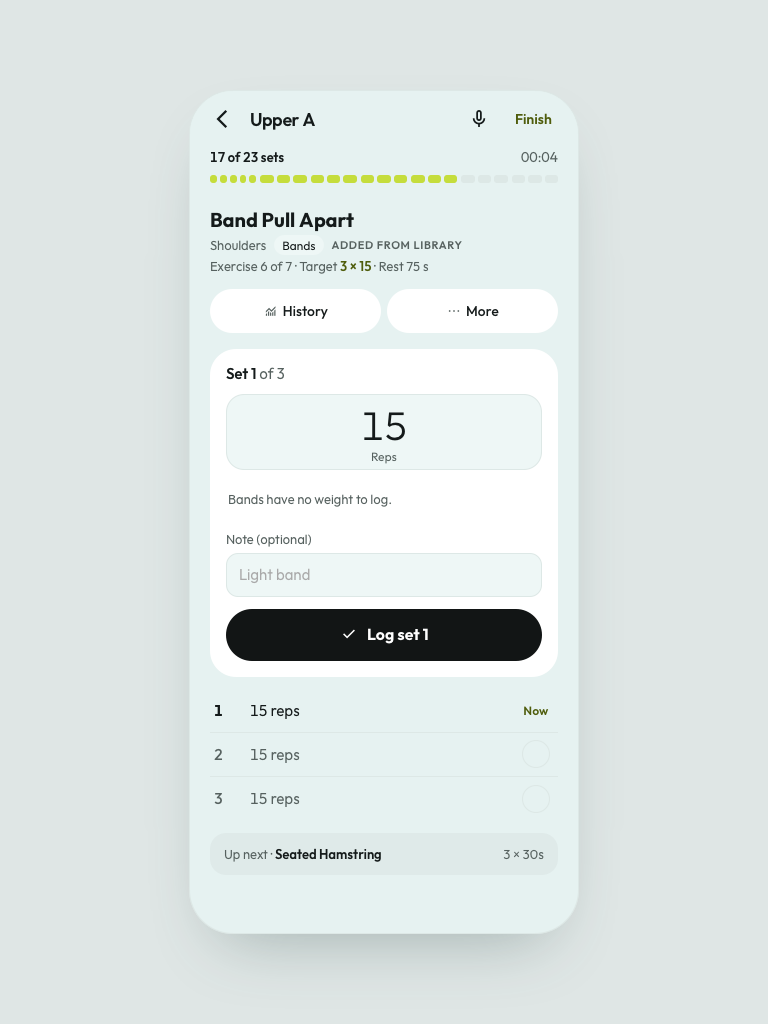 Upper A
Finish
17 of 23 sets
00:04
Band Pull Apart
Shoulders Bands ADDED FROM LIBRARY
Exercise 6 of 7 · Target 3 × 15 · Rest 75 s
History
More
Set 1 of 3
15
Reps
Bands have no weight to log.
Note (optional)
Light band
Log set 1
1 15 reps Now
2 15 reps
3 15 reps
Up next · Seated Hamstring 3 × 30s